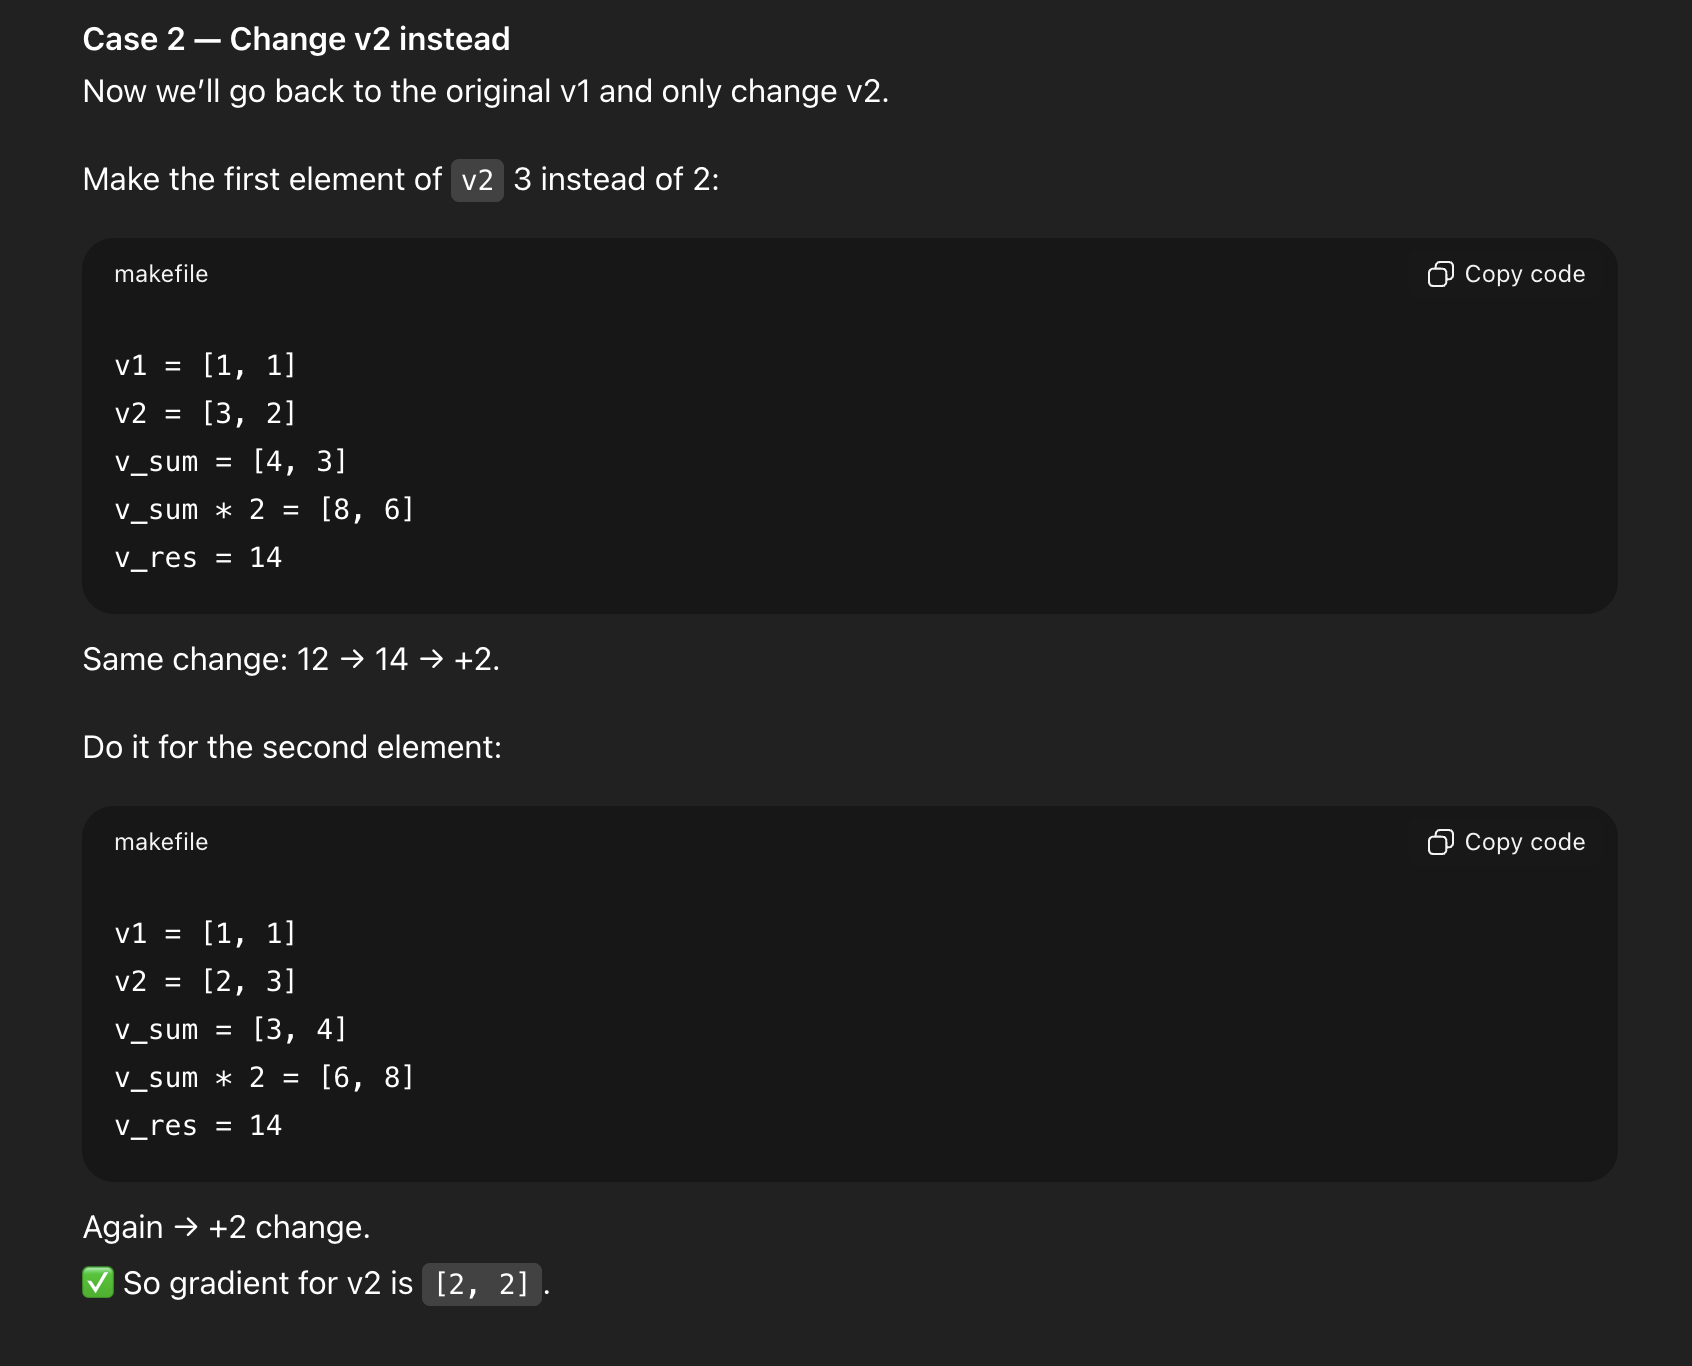 Case 2 — Change v2 instead
Now we’ll go back to the original v1 and only change v2.
Make the first element of v2 3 instead of 2:
makefile
Copy code
v1 = [1, 1]
v2 = [3, 2]
v_sum = [4, 3]
v_sum * 2 = [8, 6]
v_res = 14
Same change: 12 → 14 → +2.
Do it for the second element:
makefile
Copy code
v1 = [1, 1]
v2 = [2, 3]
v_sum = [3, 4]
v_sum * 2 = [6, 8]
v_res = 14
Again → +2 change.
✅ So gradient for v2 is [2, 2].